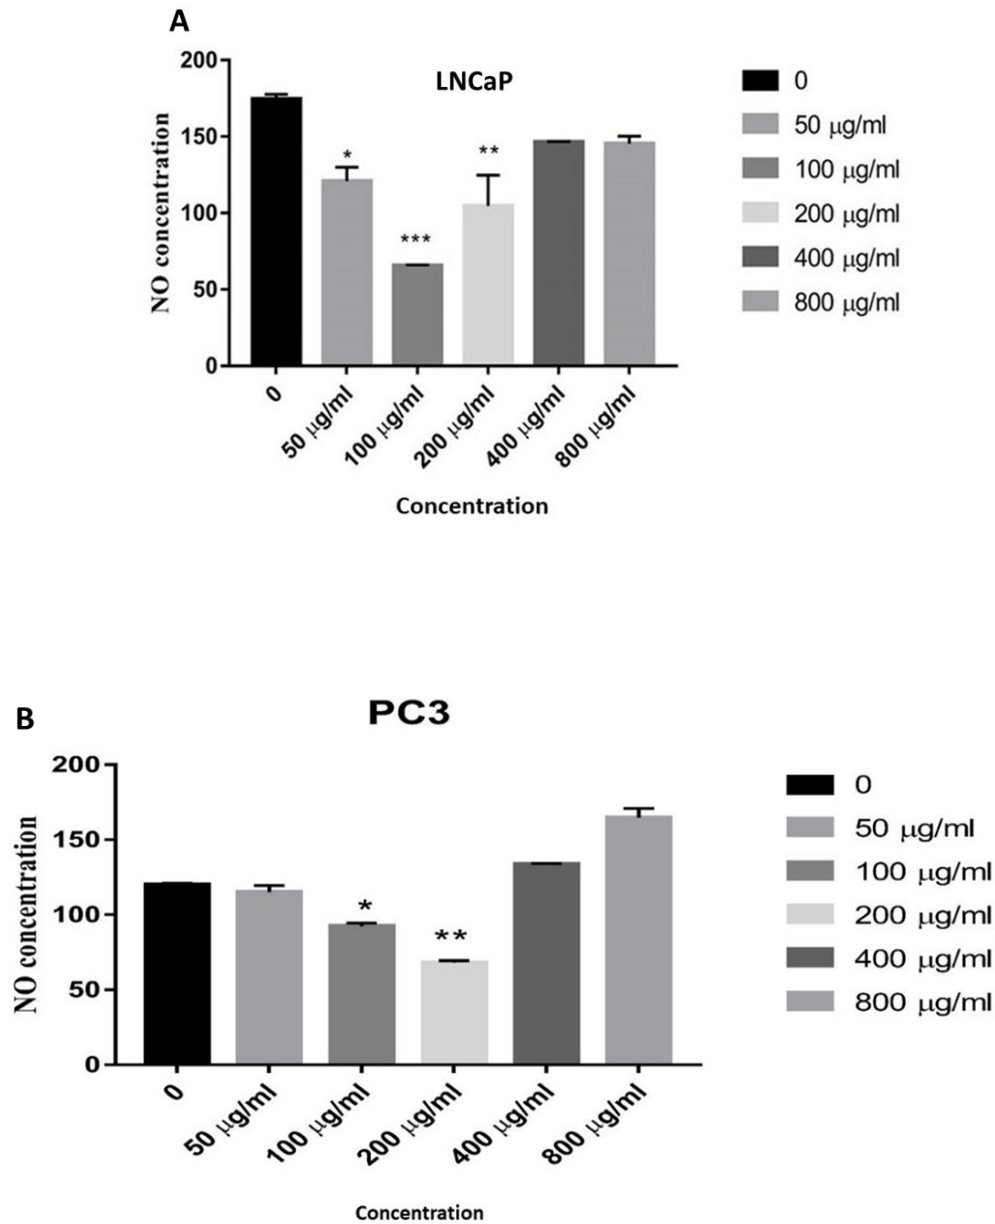 A
LNCaP
NO concentration
200
150
100
50
0
*
***
**
0
50 μg/ml
100 μg/ml
200 μg/ml
400 μg/ml
800 μg/ml
Concentration
0
50 μg/ml
100 μg/ml
200 μg/ml
400 μg/ml
800 μg/ml
B
PC3
NO concentration
200
150
100
50
0
*
**
0
50 μg/ml
100 μg/ml
200 μg/ml
400 μg/ml
800 μg/ml
Concentration
0
50 μg/ml
100 μg/ml
200 μg/ml
400 μg/ml
800 μg/ml